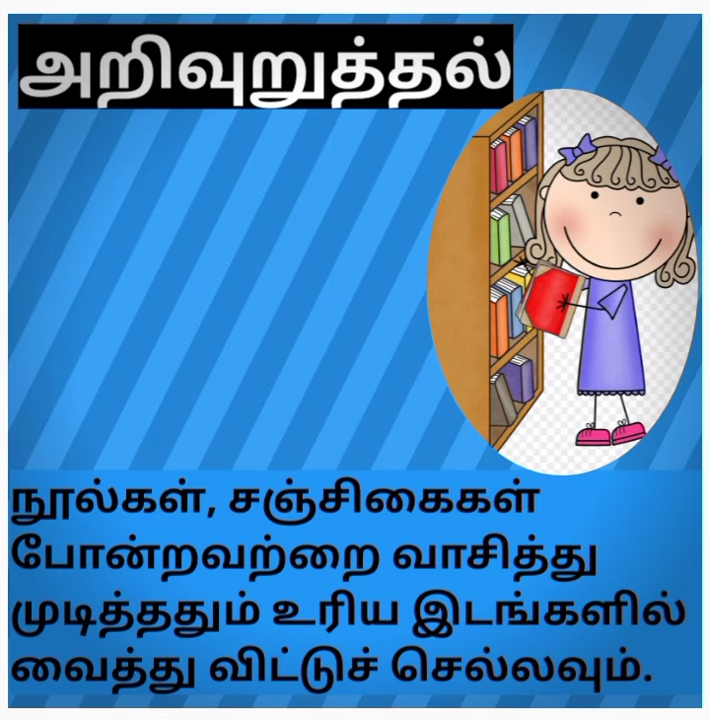 அறிவுறுத்தல்
நூல்கள், சஞ்சிகைகள்
போன்றவற்றை வாசித்து
முடித்ததும் உரிய இடங்களில்
வைத்து விட்டுச் செல்லவும்.